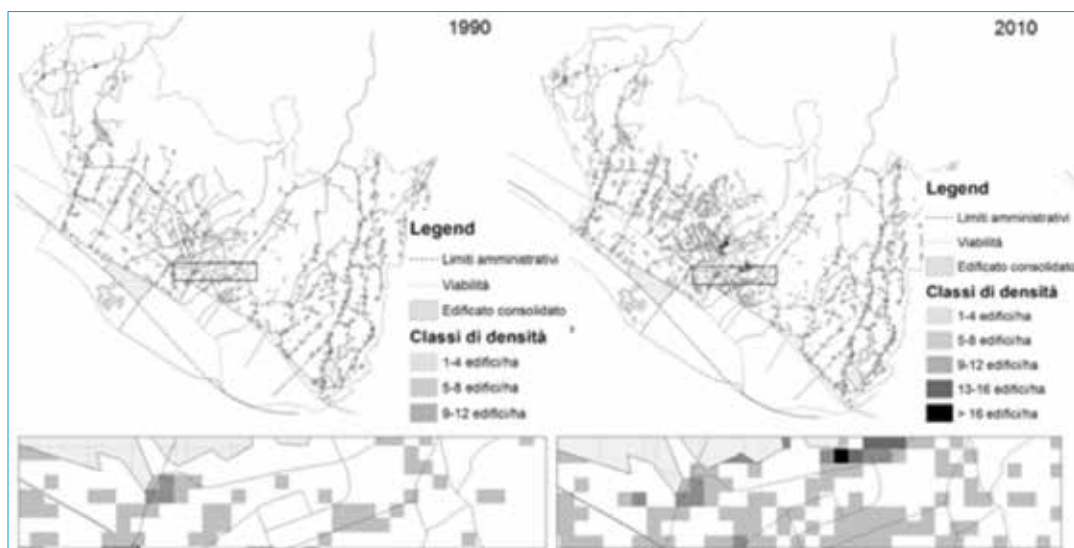 1990
Legend
Limiti amministrativi
Viabilità
Edificato consolidato
Classi di densità
1-4 edifici/ha
5-8 edifici/ha
9-12 edifici/ha
2010
Legend
Limiti amministrativi
Viabilità
Edificato consolidato
Classi di densità
1-4 edifici/ha
5-8 edifici/ha
9-12 edifici/ha
13-16 edifici/ha
> 16 edifici/ha